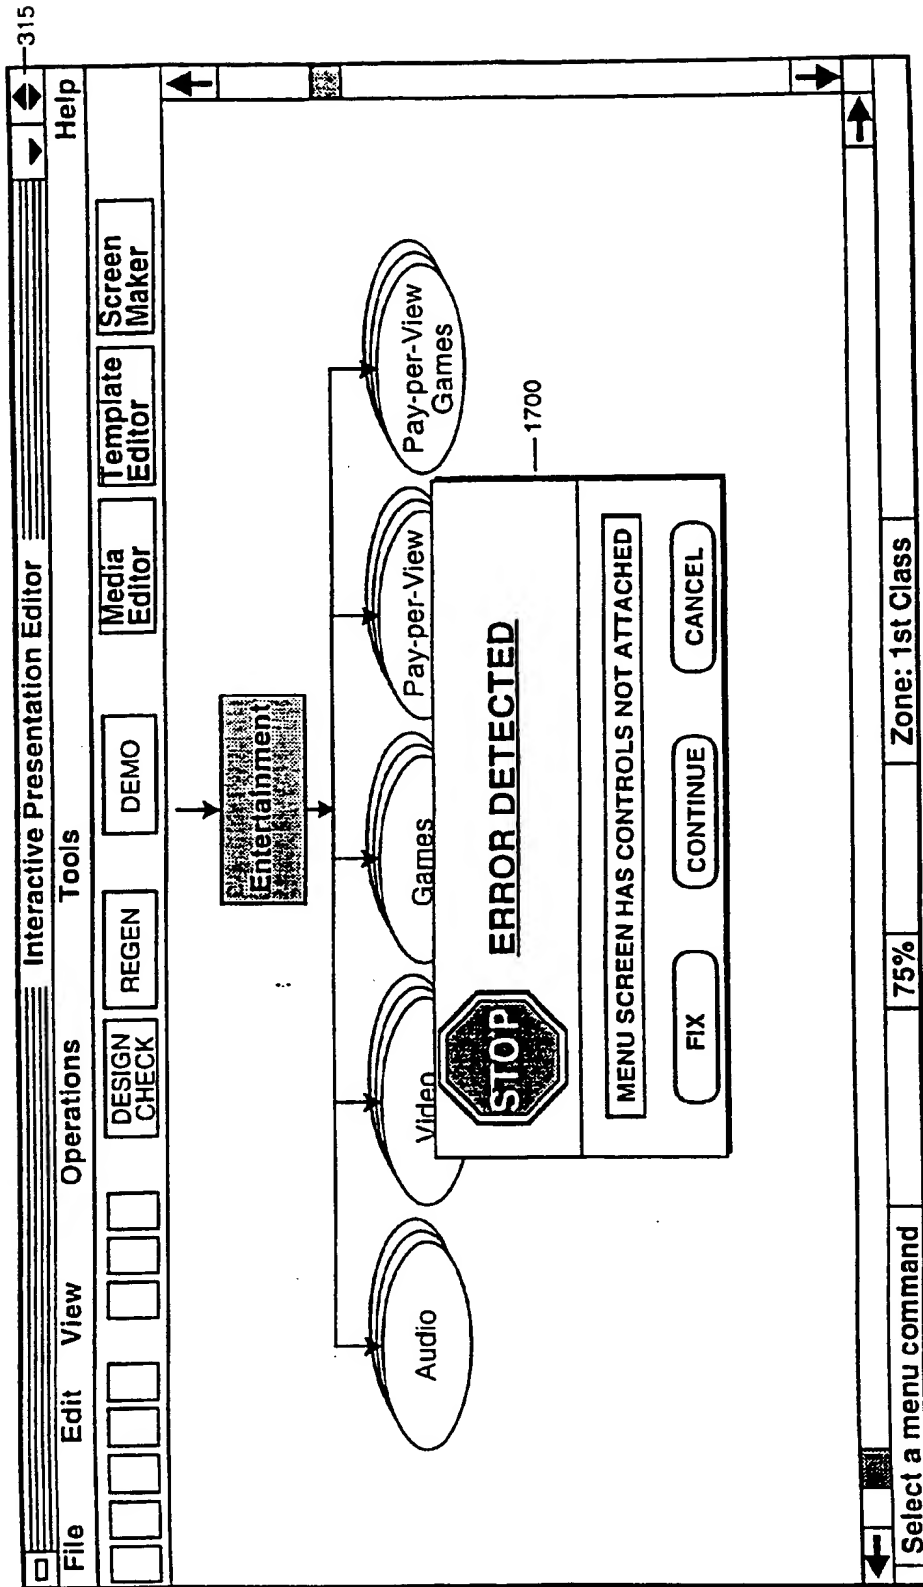 315
Interactive Presentation Editor
File Edit View Operations Tools Help
DESIGN
CHECK
REGEN
DEMO
Media
Editor
Template
Editor
Screen
Maker
Entertainment
Audio
Video
Games
Pay-per-View
Pay-per-View
Games
1700
STOP
ERROR DETECTED
MENU SCREEN HAS CONTROLS NOT ATTACHED
FIX
CONTINUE
CANCEL
Select a menu command
75%
Zone: 1st Class